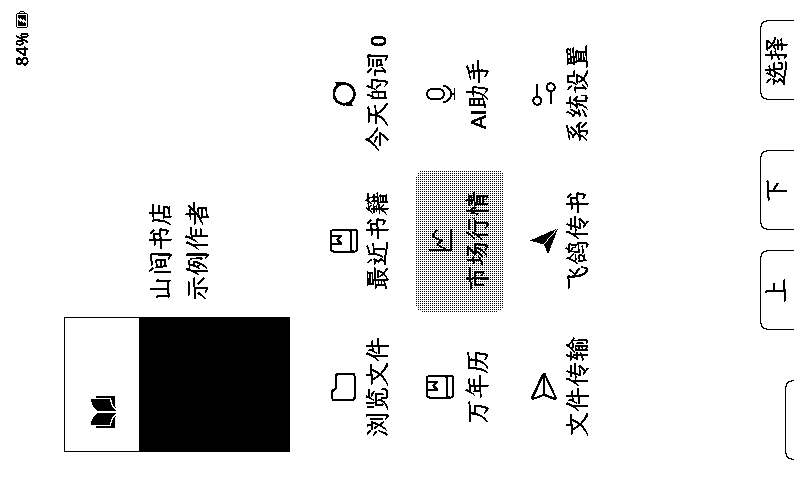 84%
山间书店
示例作者
浏览文件
最近书籍
今天的词 0
万年历
市场行情
AI助手
文件传输
飞鸽传书
系统设置
上
下
选择